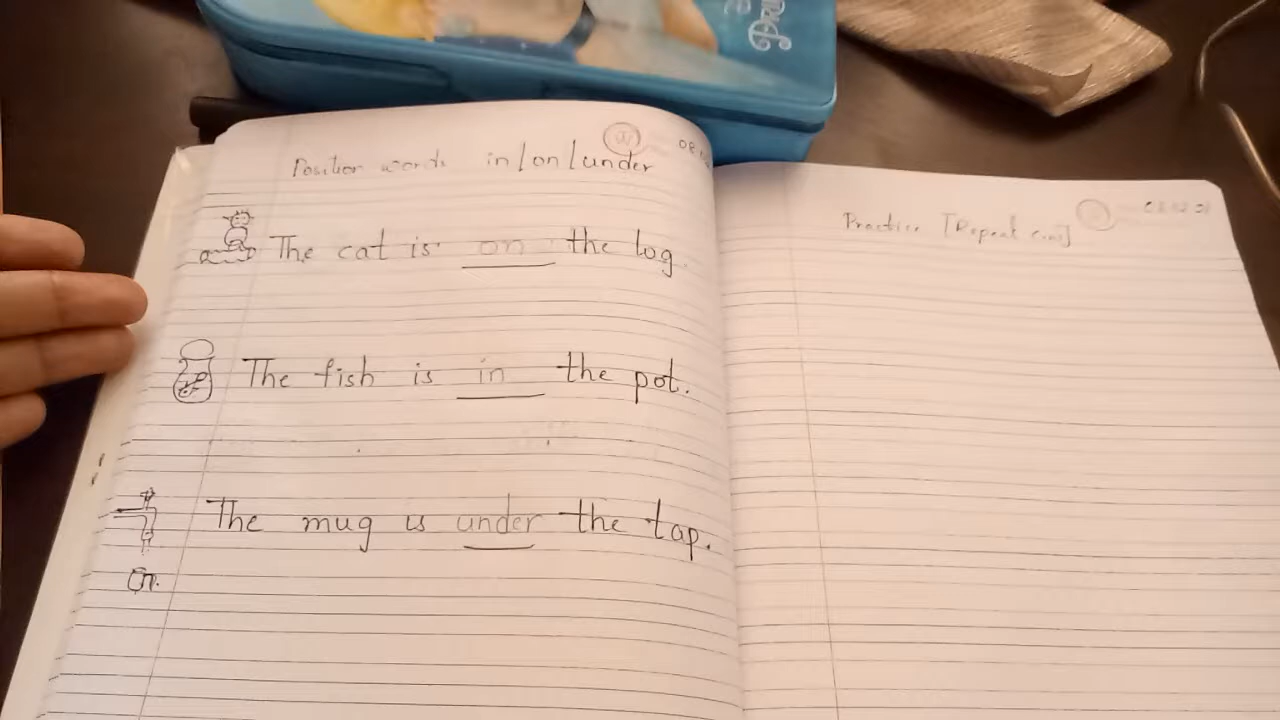 Position words in/on/under
The cat is on the log.
The fish is in the pot.
The mug is under the tap.
Practice [Repeat